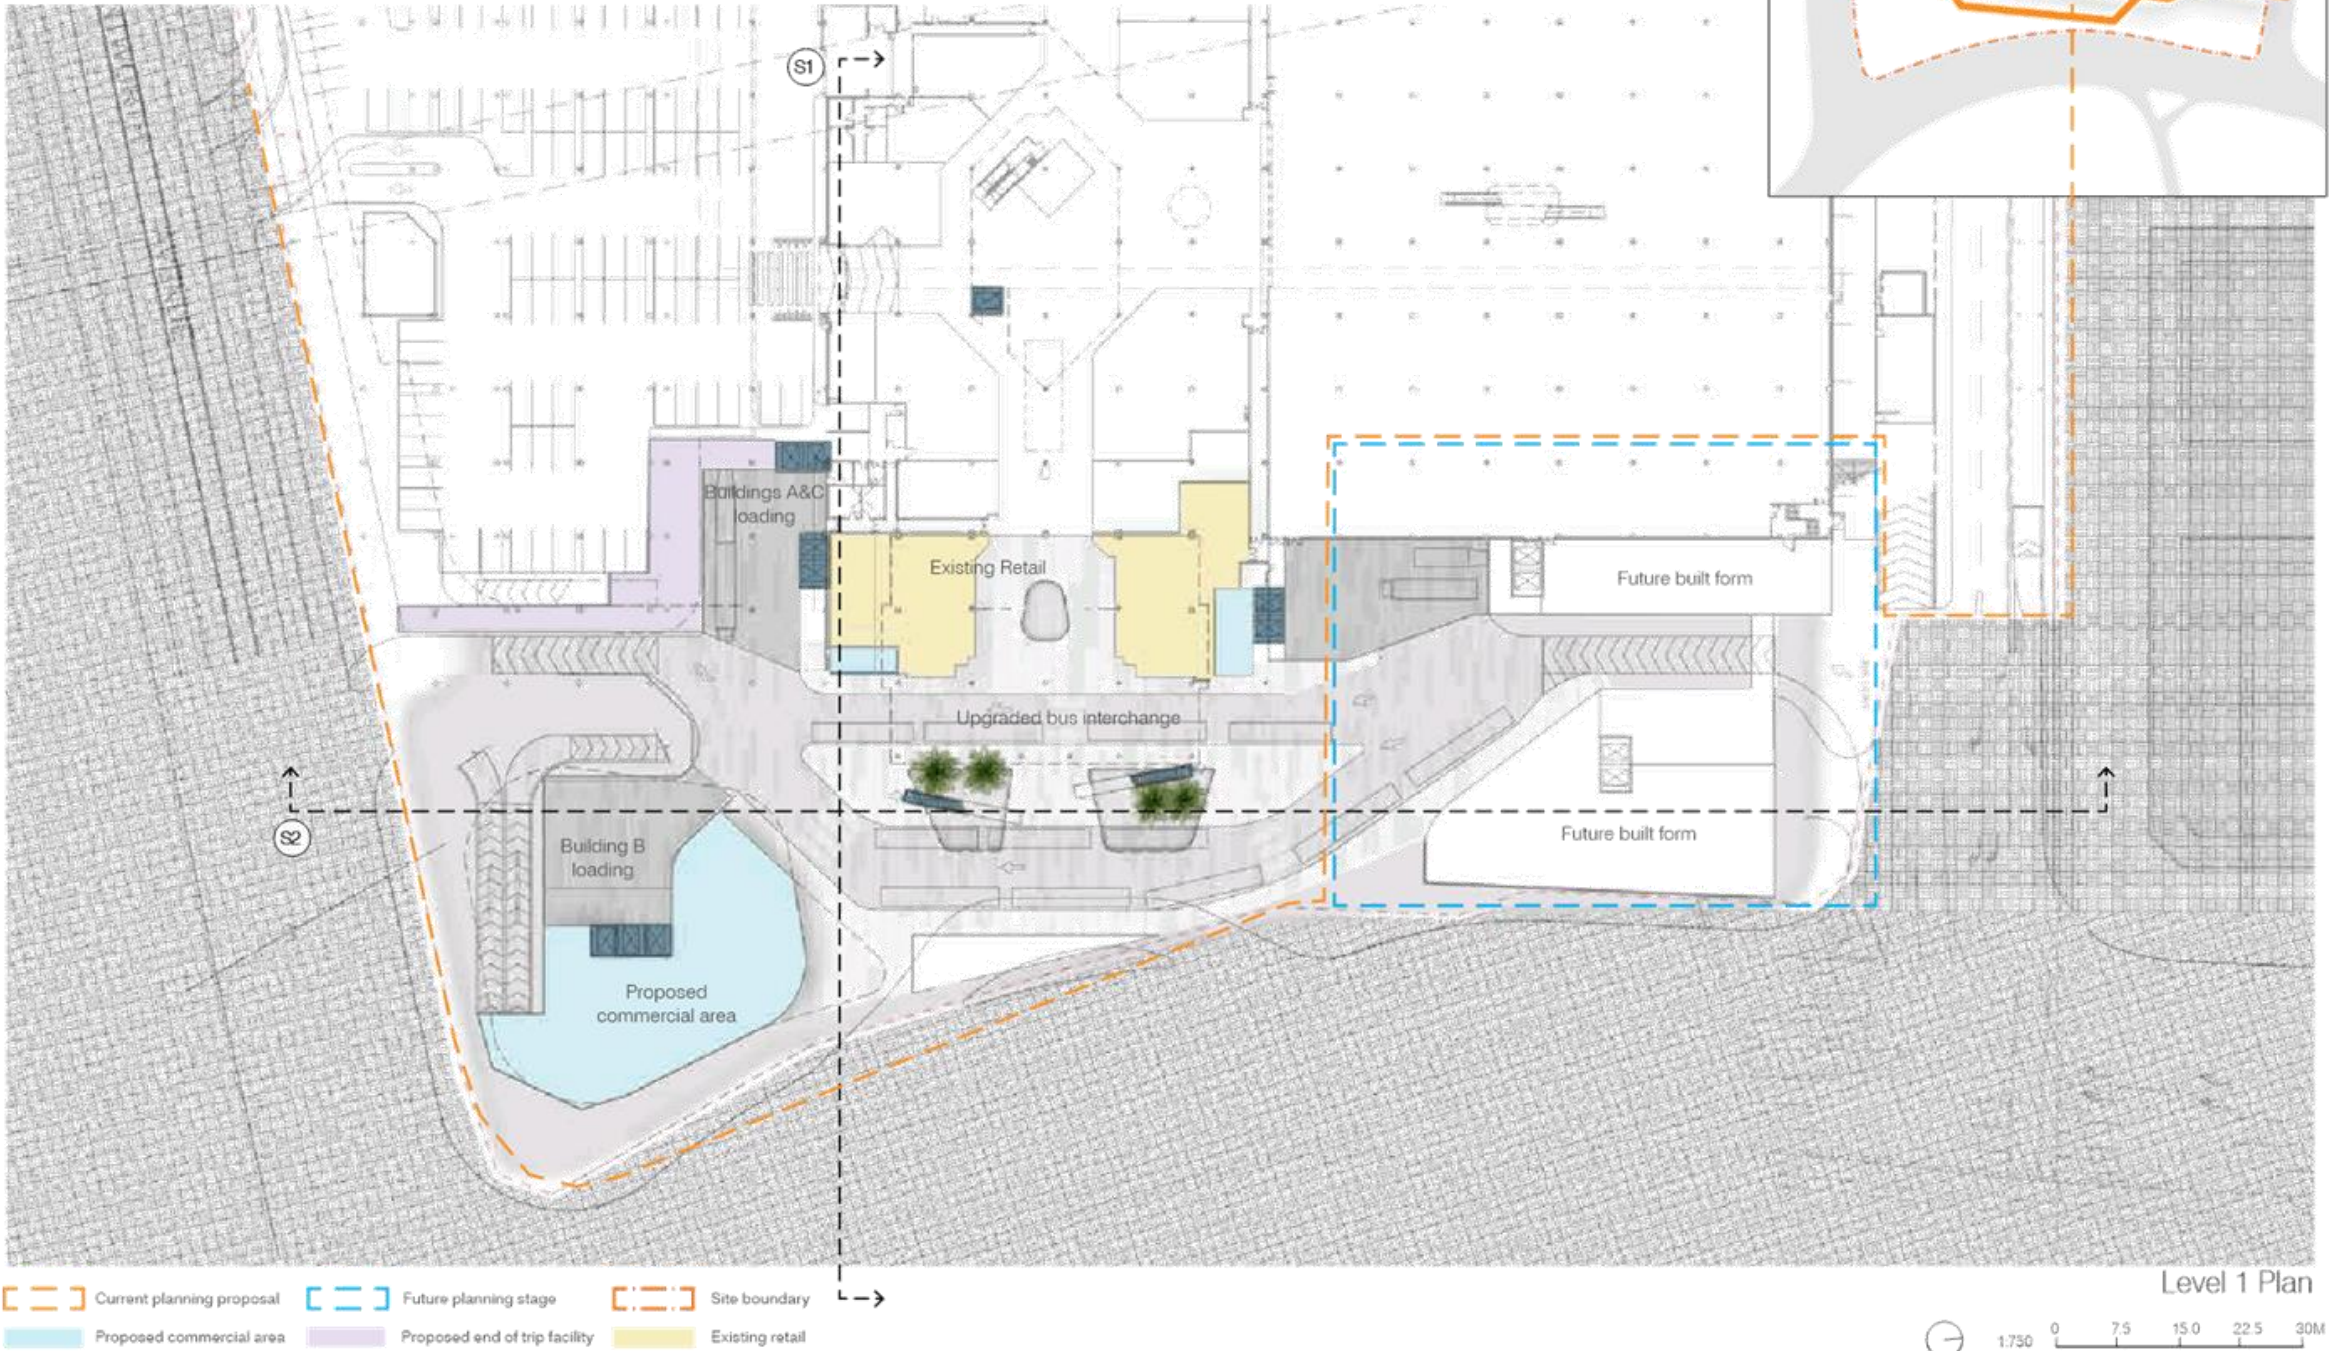 S1
Buildings A&C
loading
Existing Retail
Future built form
Upgraded bus interchange
S2
Building B
loading
Future built form
Proposed
commercial area
Level 1 Plan
Current planning proposal
Future planning stage
Site boundary
Proposed commercial area
Proposed end of trip facility
Existing retail
1:750
0 7.5 15.0 22.5 30M